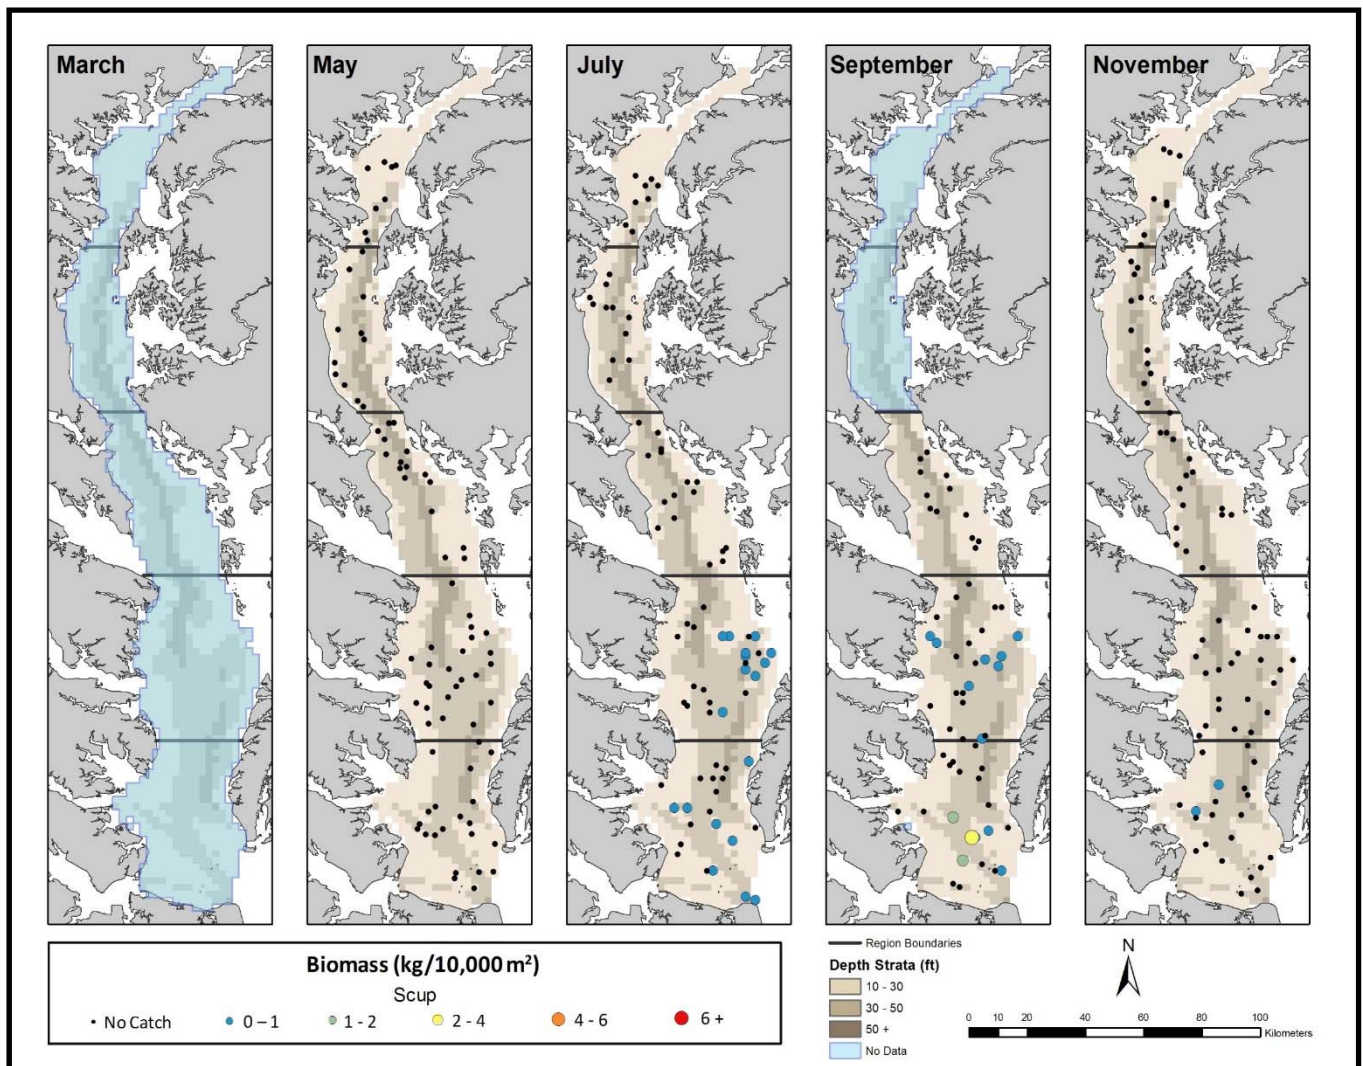 March
May
July
September
November
Biomass (kg/10,000 m²)
Scup
No Catch
0 – 1
1 - 2
2 - 4
4 - 6
6 +
Region Boundaries
Depth Strata (ft)
10 - 30
30 - 50
50 +
No Data
N
0 10 20 40 60 80 100
Kilometers